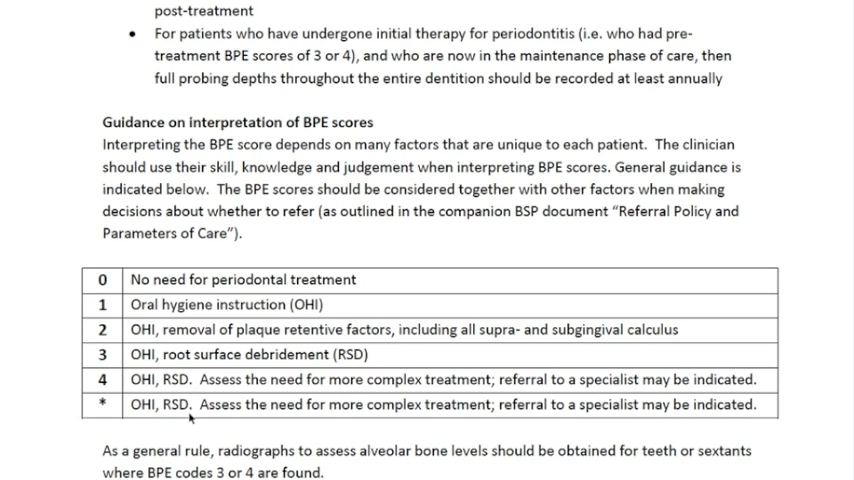 post-treatment
• For patients who have undergone initial therapy for periodontitis (i.e. who had pre-
treatment BPE scores of 3 or 4), and who are now in the maintenance phase of care, then
full probing depths throughout the entire dentition should be recorded at least annually
Guidance on interpretation of BPE scores
Interpreting the BPE score depends on many factors that are unique to each patient. The clinician
should use their skill, knowledge and judgement when interpreting BPE scores. General guidance is
indicated below. The BPE scores should be considered together with other factors when making
decisions about whether to refer (as outlined in the companion BSP document “Referral Policy and
Parameters of Care”).
0 No need for periodontal treatment
1 Oral hygiene instruction (OHI)
2 OHI, removal of plaque retentive factors, including all supra- and subgingival calculus
3 OHI, root surface debridement (RSD)
4 OHI, RSD. Assess the need for more complex treatment; referral to a specialist may be indicated.
* OHI, RSD. Assess the need for more complex treatment; referral to a specialist may be indicated.
As a general rule, radiographs to assess alveolar bone levels should be obtained for teeth or sextants
where BPE codes 3 or 4 are found.